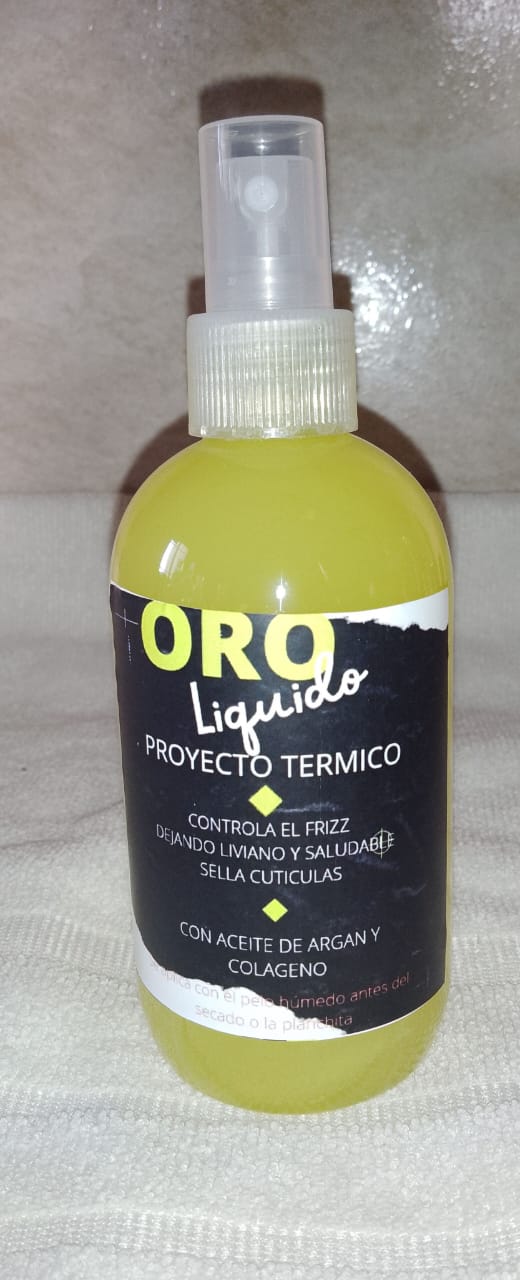 ORO
Liquido
PROYECTO TERMICO
CONTROLA EL FRIZZ
DEJANDO LIVIANO Y SALUDABLE
SELLA CUTICULAS
CON ACEITE DE ARGAN Y
COLAGENO
Se aplica con el pelo húmedo antes del
secado o la planchita